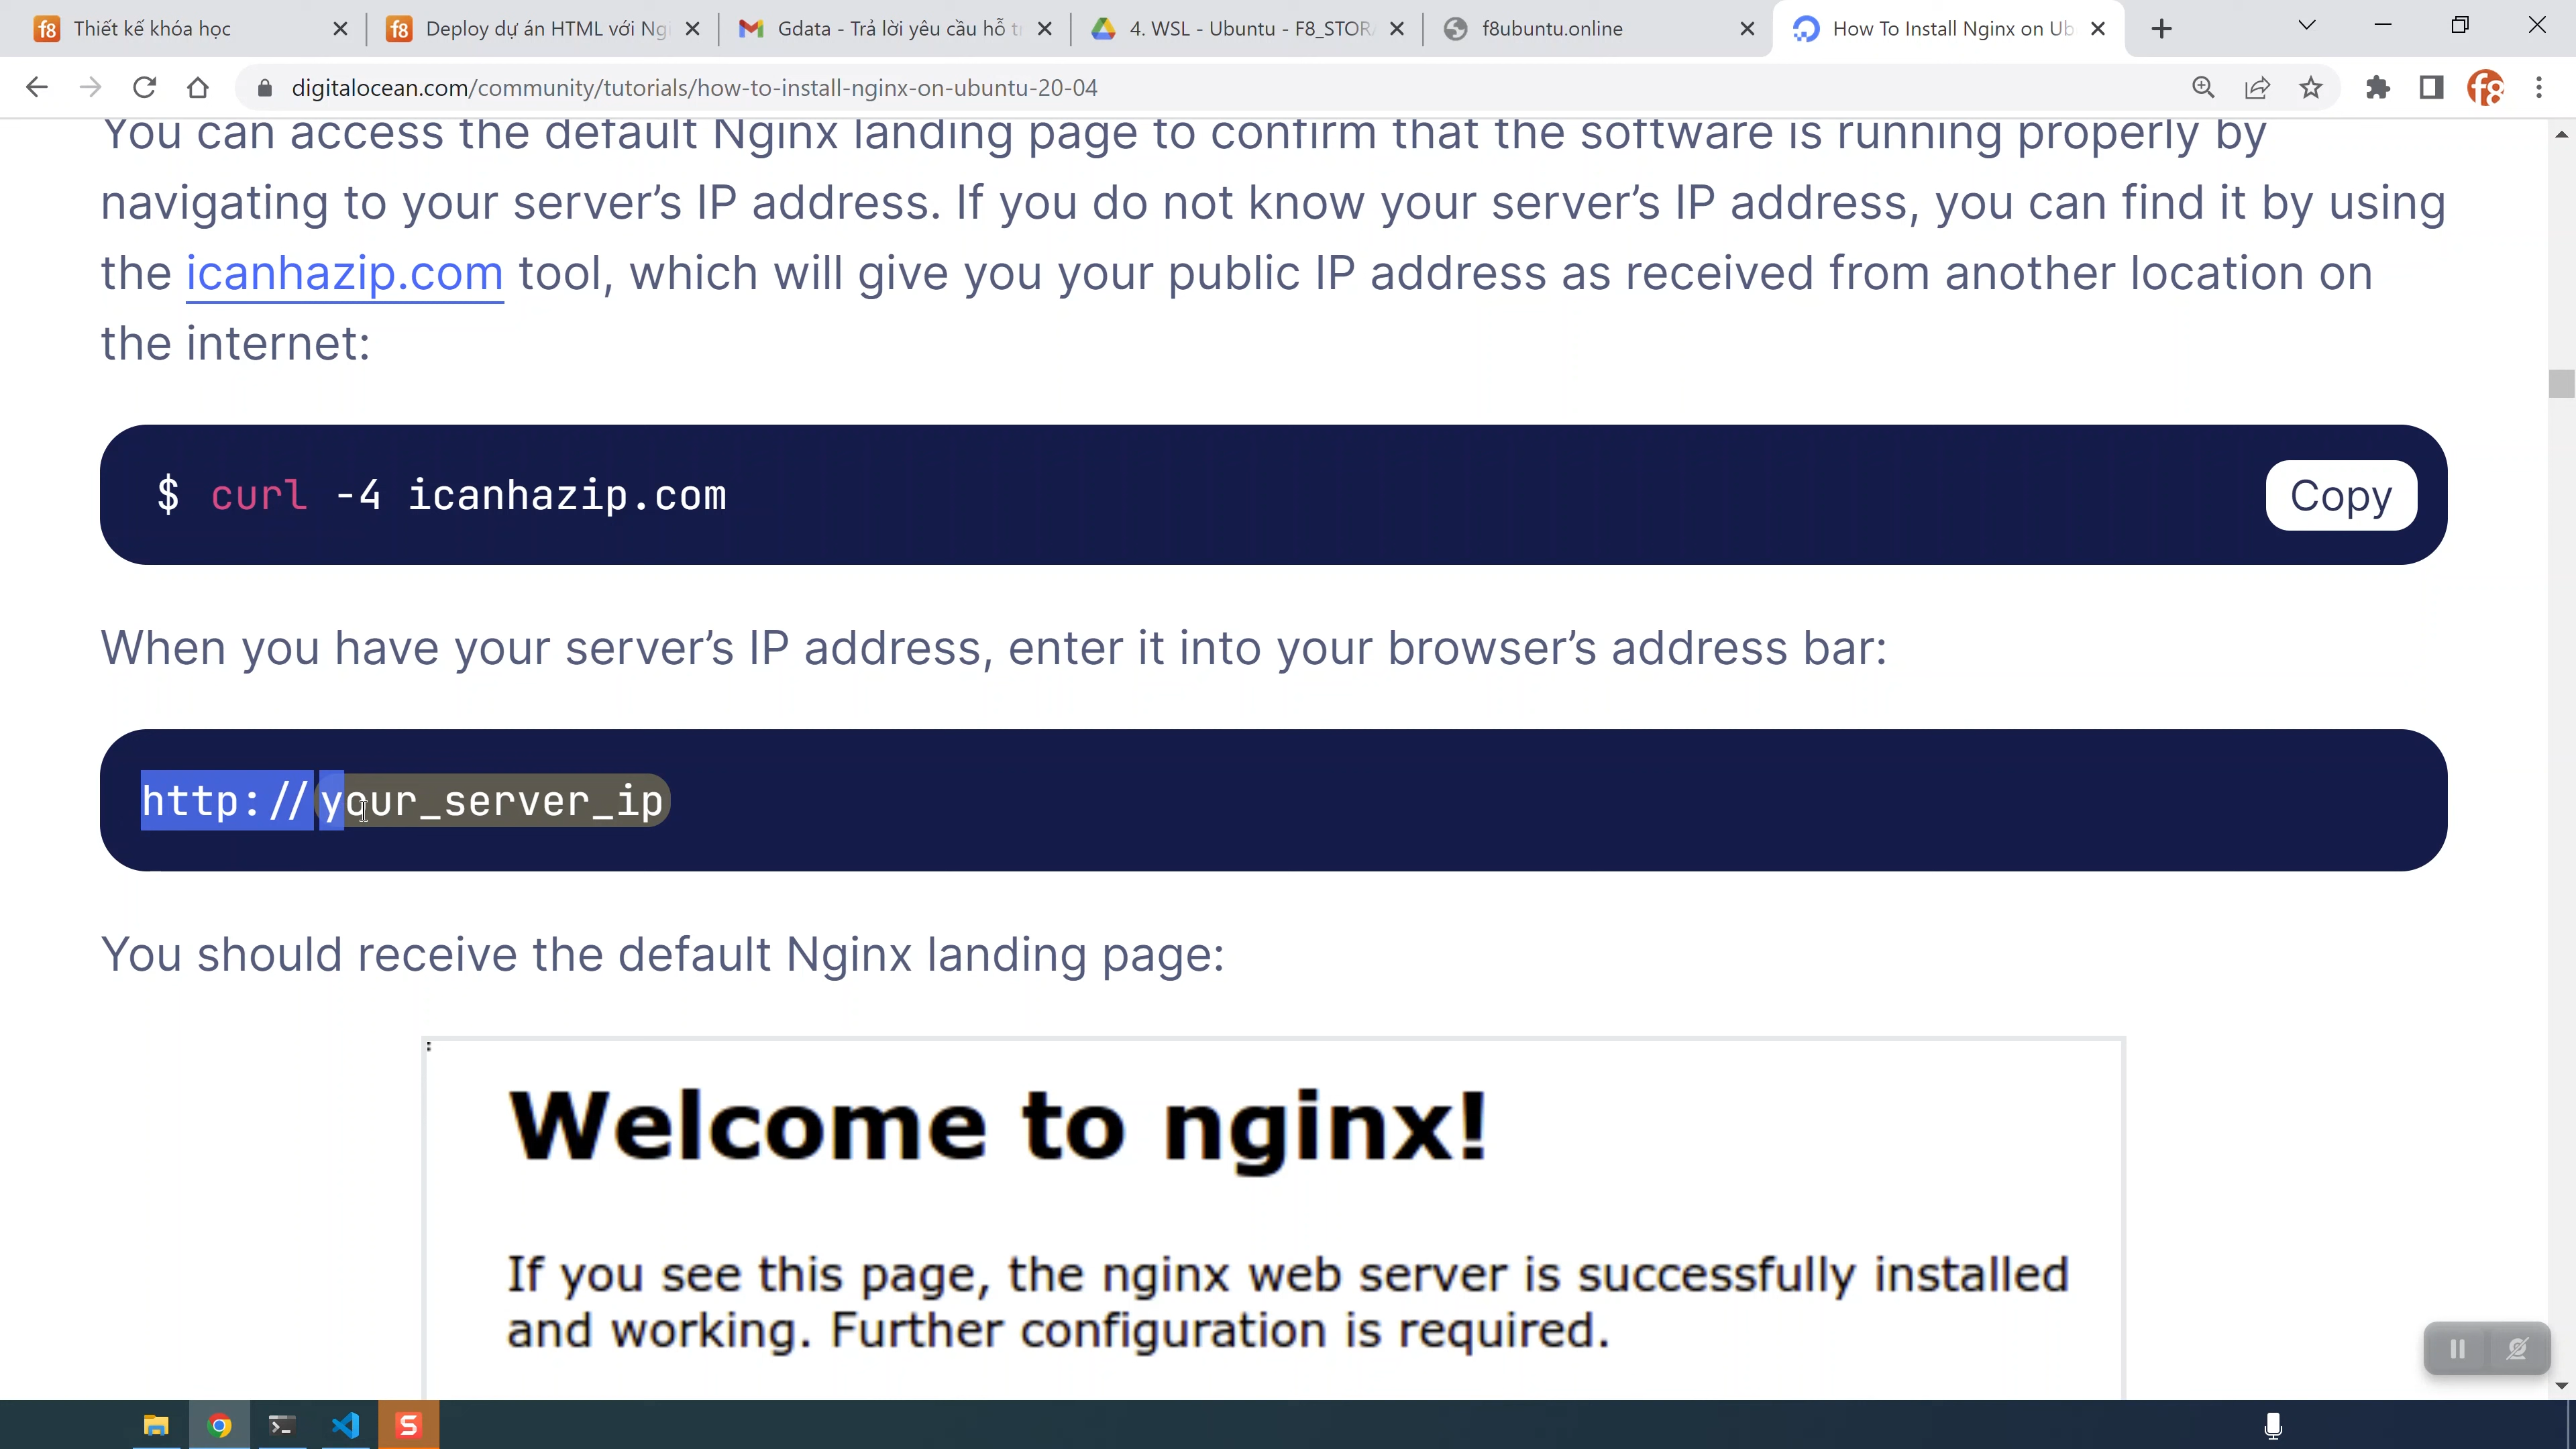 Thiết kế khóa học
Deploy dự án HTML với Ngi
Gdata - Trả lời yêu cầu hỗ tr
4. WSL - Ubuntu - F8_STORA
f8ubuntu.online
How To Install Nginx on Ub
digitalocean.com/community/tutorials/how-to-install-nginx-on-ubuntu-20-04
You can access the default Nginx landing page to confirm that the software is running properly by
navigating to your server’s IP address. If you do not know your server’s IP address, you can find it by using
the icanhazip.com tool, which will give you your public IP address as received from another location on
the internet:
$ curl -4 icanhazip.com
Copy
When you have your server’s IP address, enter it into your browser’s address bar:
http://your_server_ip
You should receive the default Nginx landing page:
Welcome to nginx!
If you see this page, the nginx web server is successfully installed
and working. Further configuration is required.